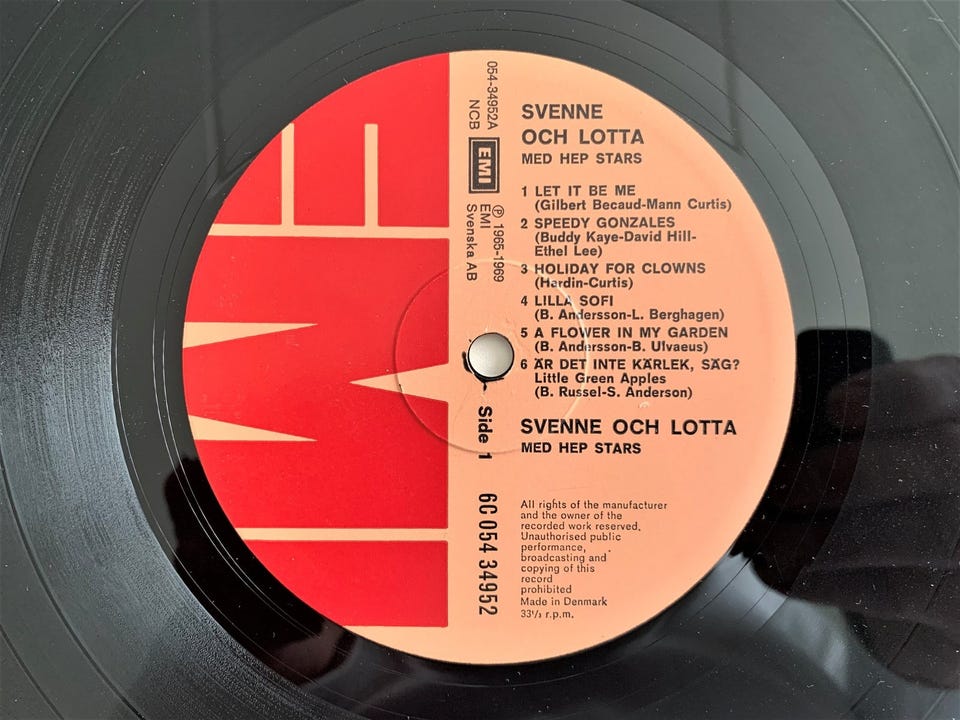 054-34952A
NCB
EMI
℗ 1965-1969
EMI
Svenska AB
Side 1
6C 054 34952
SVENNE
OCH LOTTA
MED HEP STARS
1 LET IT BE ME
(Gilbert Becaud-Mann Curtis)
2 SPEEDY GONZALES
(Buddy Kaye-David Hill-
Ethel Lee)
3 HOLIDAY FOR CLOWNS
(Hardin-Curtis)
4 LILLA SOFI
(B. Andersson-L. Berghagen)
5 A FLOWER IN MY GARDEN
(B. Andersson-B. Ulvaeus)
6 ÄR DET INTE KÄRLEK, SÄG?
Little Green Apples
(B. Russel-S. Anderson)
SVENNE OCH LOTTA
MED HEP STARS
All rights of the manufacturer
and the owner of the
recorded work reserved.
Unauthorised public
performance,
broadcasting and
copying of this
record
prohibited
Made in Denmark
33⅓ r.p.m.
EMI